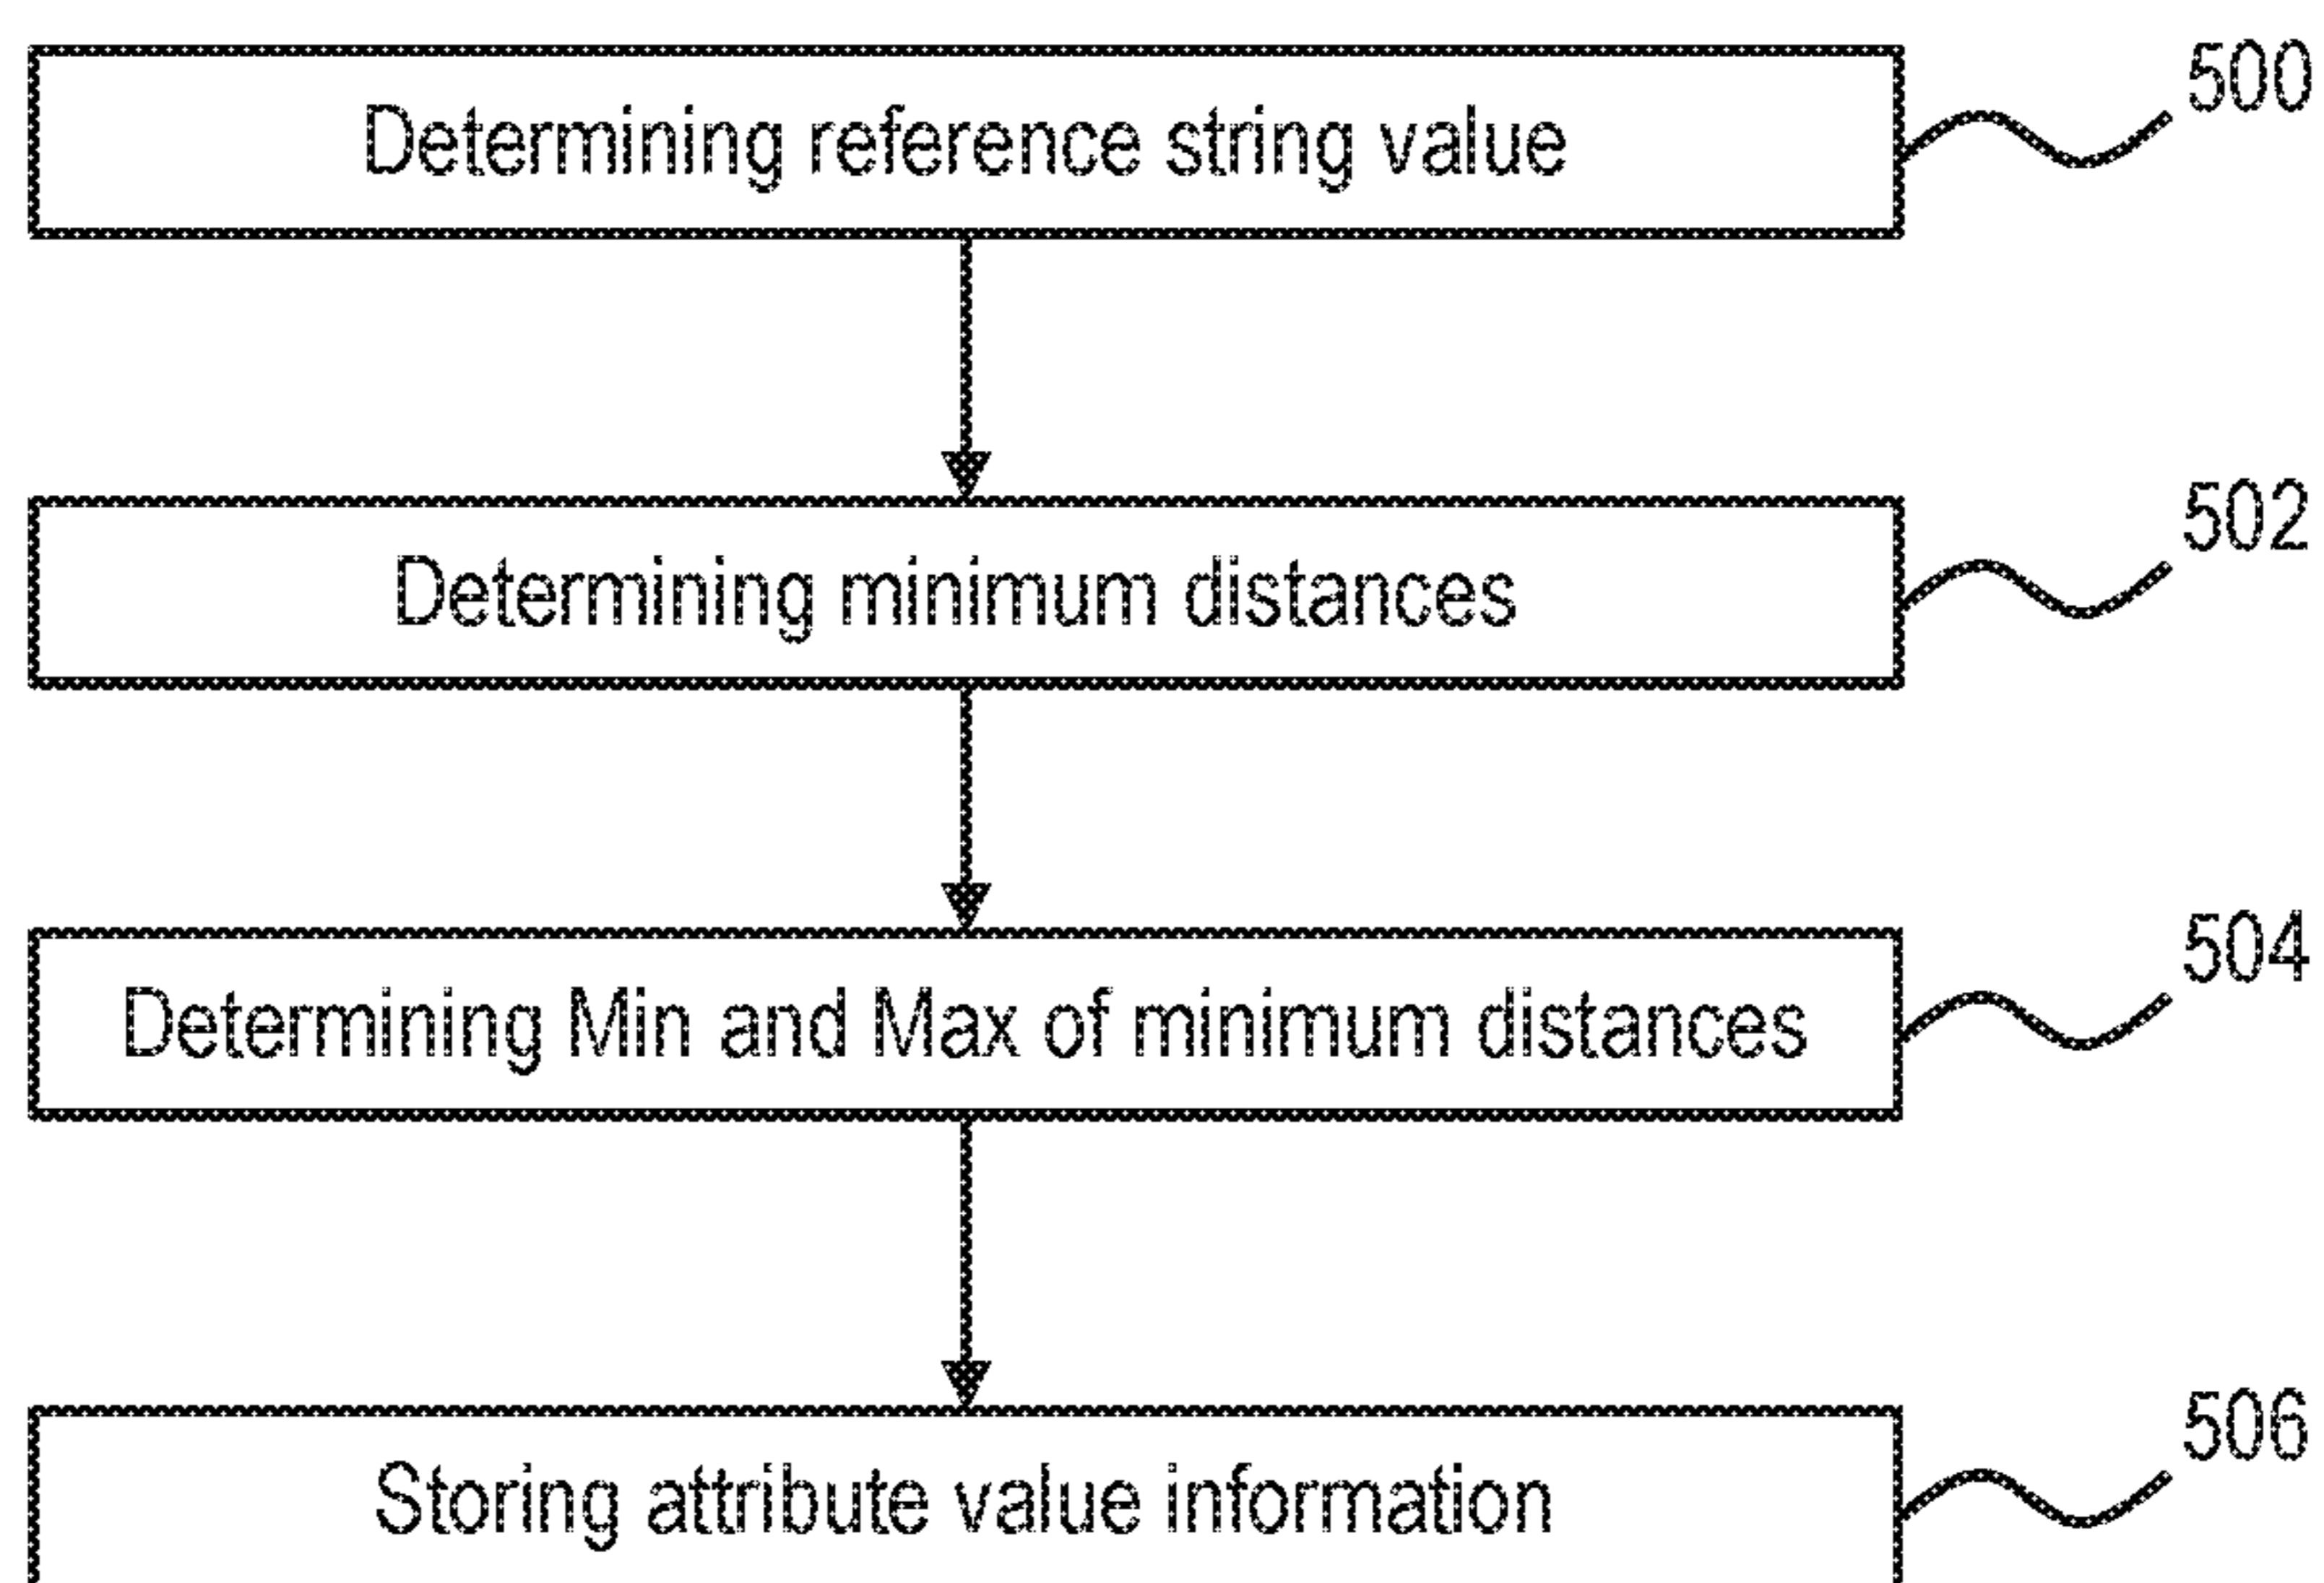 500
Determining reference string value
502
Determining minimum distances
504
Determining Min and Max of minimum distances
506
Storing attribute value information